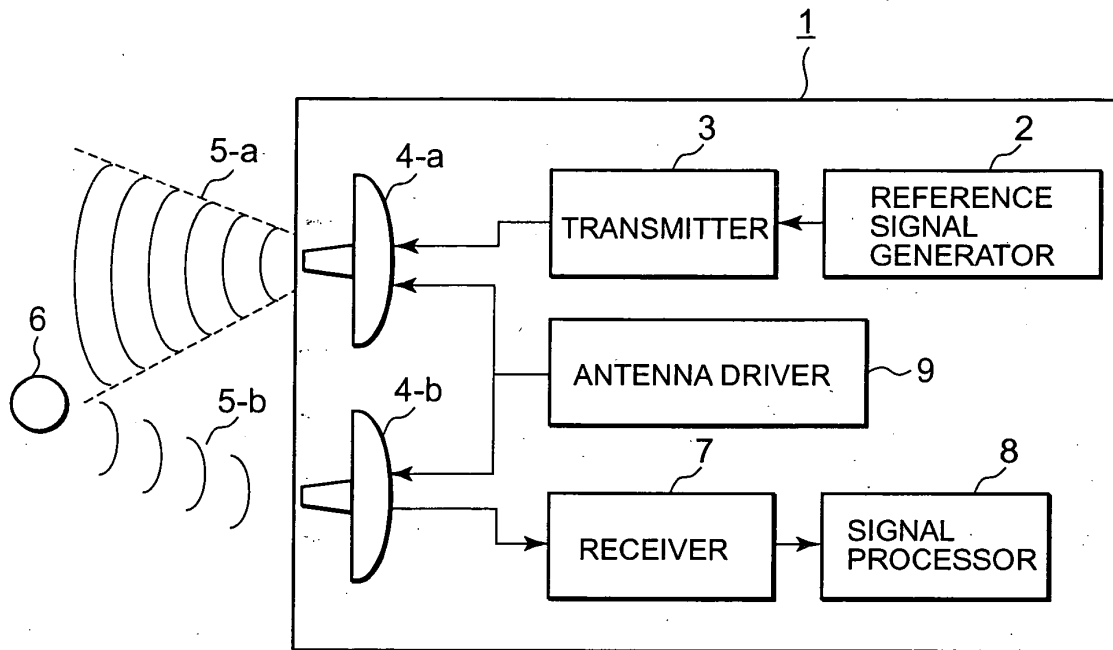 1
5-a
4-a
3
2
TRANSMITTER
REFERENCE
SIGNAL
GENERATOR
6
ANTENNA DRIVER
9
5-b
4-b
7
8
RECEIVER
SIGNAL
PROCESSOR